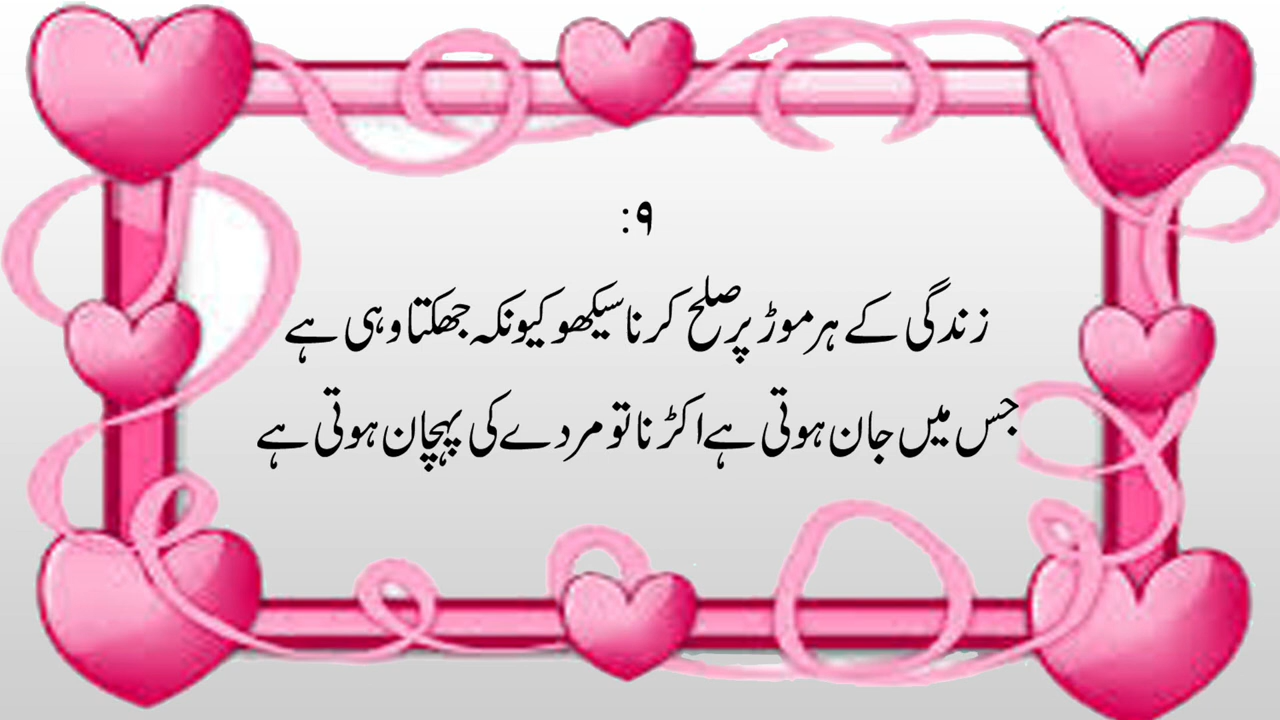 ۹:
زندگی کے ہر موڑ پر صلح کرنا سیکھو کیونکہ جھکتا وہی ہے
جس میں جان ہوتی ہے اکڑنا تو مردے کی پہچان ہوتی ہے